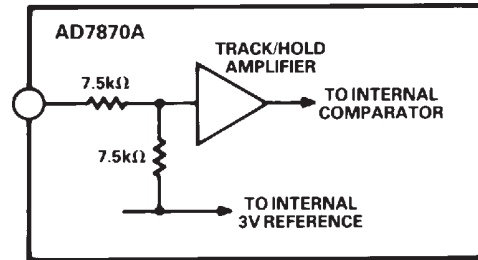 AD7870A
TRACK/HOLD
AMPLIFIER
7.5kΩ
TO INTERNAL
COMPARATOR
7.5kΩ
TO INTERNAL
3V REFERENCE